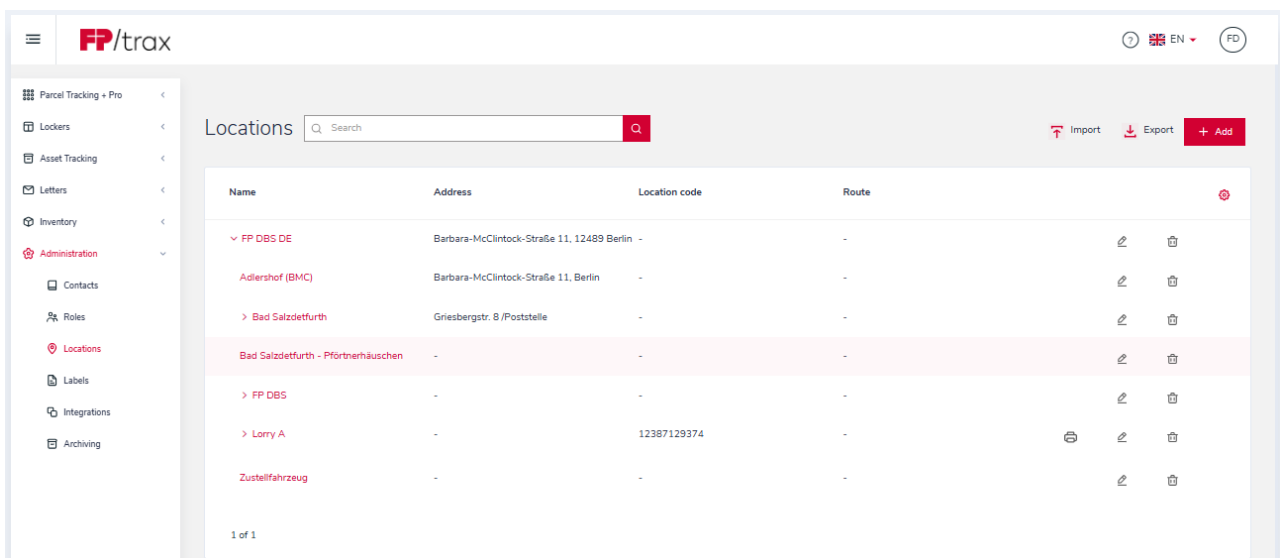 FP/trax
? EN FD
Parcel Tracking + Pro
Lockers
Asset Tracking
Letters
Inventory
Administration
Contacts
Roles
Locations
Labels
Integrations
Archiving
Locations Search Import Export + Add
Name Address Location code Route
FP DBS DE Barbara-McClintock-Straße 11, 12489 Berlin - -
Adlershof (BMC) Barbara-McClintock-Straße 11, Berlin - -
Bad Salzdetfurth Griesbergstr. 8 /Poststelle - -
Bad Salzdetfurth - Pförtnerhäuschen - - -
FP DBS - - -
Lorry A - 12387129374 -
Zustellfahrzeug - - -
1 of 1